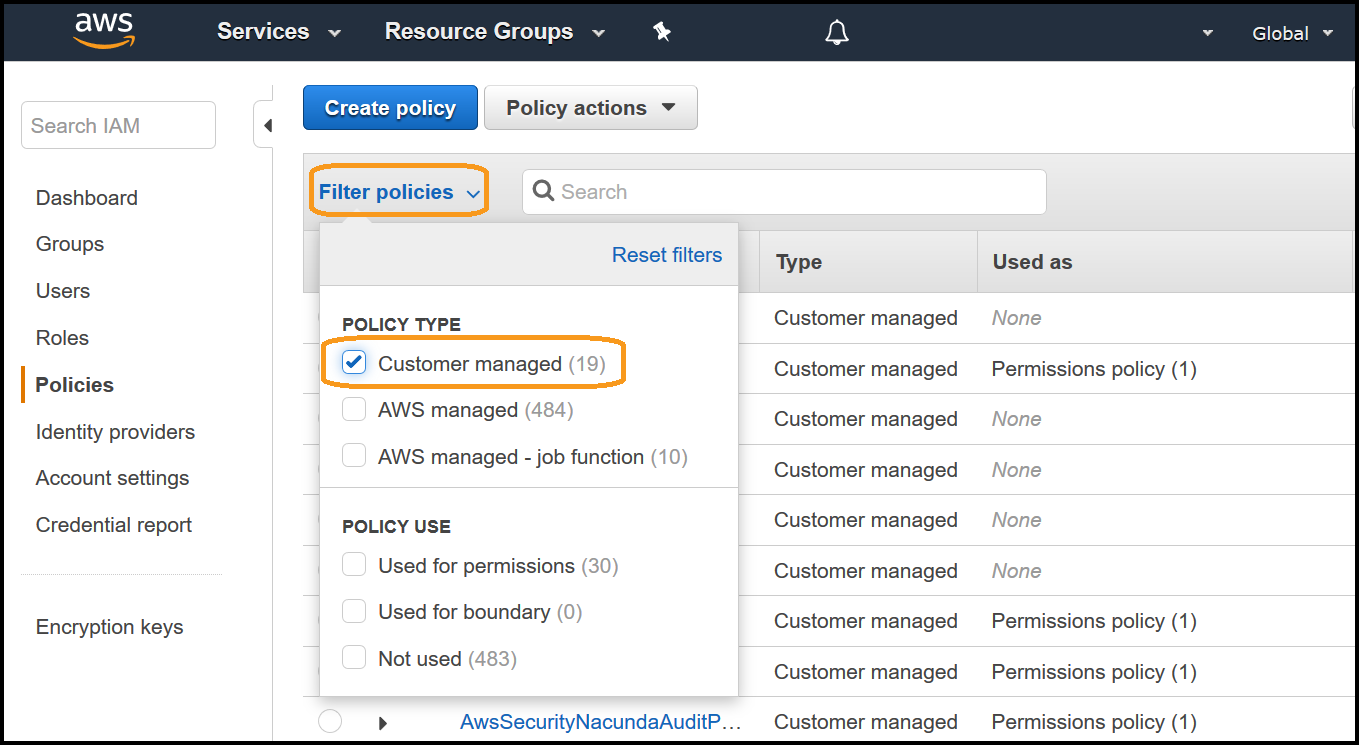 aws
Services
Resource Groups
Global
Search IAM
Dashboard
Groups
Users
Roles
Policies
Identity providers
Account settings
Credential report
Encryption keys
Create policy
Policy actions
Filter policies
Search
Reset filters
POLICY TYPE
Customer managed (19)
AWS managed (484)
AWS managed - job function (10)
POLICY USE
Used for permissions (30)
Used for boundary (0)
Not used (483)
Type Used as
Customer managed None
Customer managed Permissions policy (1)
Customer managed None
Customer managed None
Customer managed None
Customer managed None
Customer managed Permissions policy (1)
Customer managed Permissions policy (1)
AwsSecurityNacundaAuditP... Customer managed Permissions policy (1)